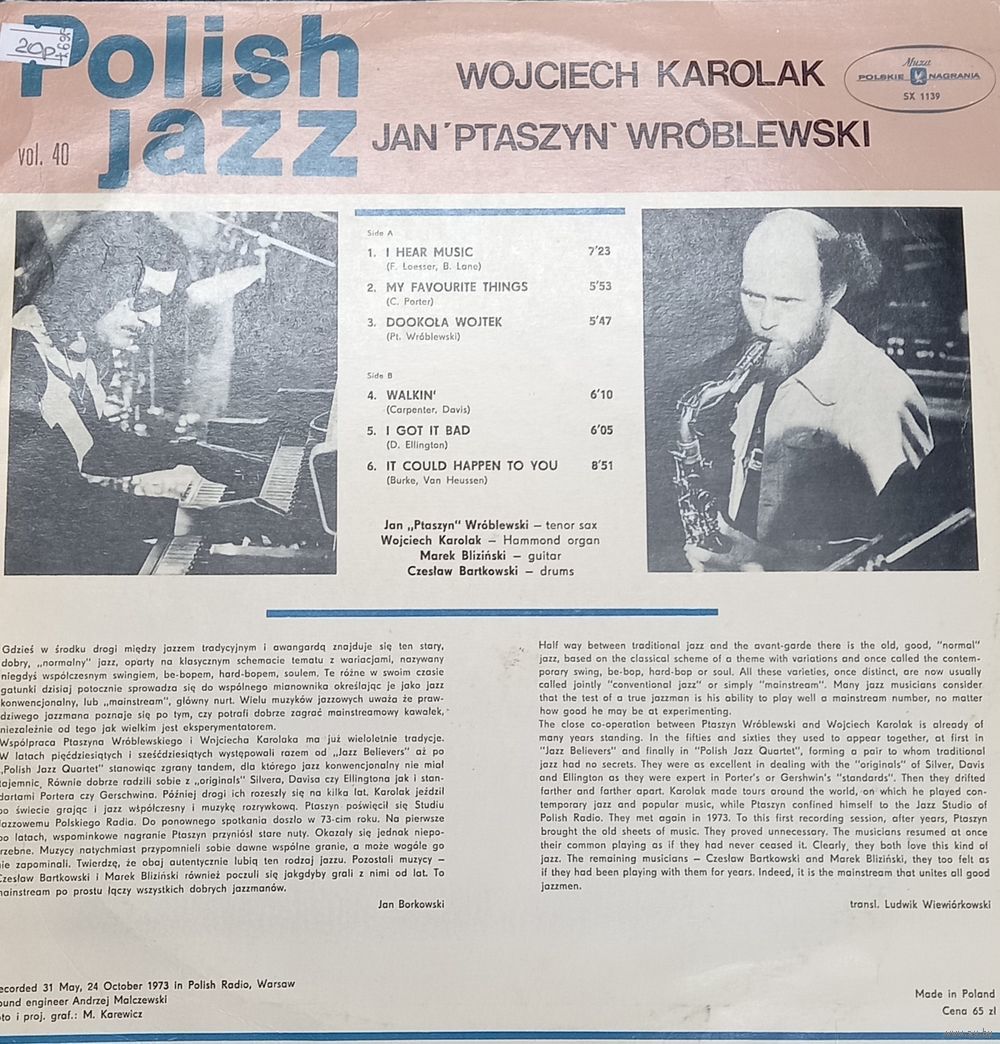 20p.
Polish
jazz
vol. 40
WOJCIECH KAROLAK
JAN 'PTASZYN' WRÓBLEWSKI
Muza
POLSKIE NAGRANIA
SX 1139
Side A
1. I HEAR MUSIC 7'23
(F. Loesser, B. Lane)
2. MY FAVOURITE THINGS 5'53
(C. Porter)
3. DOOKOŁA WOJTEK 5'47
(Pt. Wróblewski)
Side B
4. WALKIN' 6'10
(Carpenter, Davis)
5. I GOT IT BAD 6'05
(D. Ellington)
6. IT COULD HAPPEN TO YOU 8'51
(Burke, Van Heussen)
Jan „Ptaszyn" Wróblewski – tenor sax
Wojciech Karolak – Hammond organ
Marek Bliziński – guitar
Czesław Bartkowski – drums
Gdzieś w środku drogi między jazzem tradycyjnym i awangardą znajduje się ten stary,
dobry, „normalny" jazz, oparty na klasycznym schemacie tematu z wariacjami, nazywany
niegdyś współczesnym swingiem, be-bopem, hard-bopem, soulem. Te różne w swoim czasie
gatunki dzisiaj potocznie sprowadza się do wspólnego mianownika określając je jako jazz
konwencjonalny, lub „mainstream", główny nurt. Wielu muzyków jazzowych uważa że praw-
dziwego jazzmana poznaje się po tym, czy potrafi dobrze zagrać mainstreamowy kawałek,
niezależnie od tego jak wielkim jest eksperymentatorem.
Współpraca Ptaszyna Wróblewskiego i Wojciecha Karolaka ma już wieloletnie tradycje.
W latach pięćdziesiątych i sześćdziesiątych występowali razem od „Jazz Believers" aż po
„Polish Jazz Quartet" stanowiąc zgrany tandem, dla którego jazz konwencjonalny nie miał
tajemnic. Równie dobrze radzili sobie z „originals" Silvera, Davisa czy Ellingtona jak i stan-
dartami Portera czy Gerschwina. Później drogi ich rozeszły się na kilka lat. Karolak jeździł
po świecie grając i jazz współczesny i muzykę rozrywkową. Ptaszyn poświęcił się Studiu
Jazzowemu Polskiego Radia. Do ponownego spotkania doszło w 73-cim roku. Na pierwsze
po latach, wspominkowe nagranie Ptaszyn przyniósł stare nuty. Okazały się jednak niepo-
trzebne. Muzycy natychmiast przypomnieli sobie dawne wspólne granie, a może wogóle go
nie zapominali. Twierdzę, że obaj autentycznie lubią ten rodzaj jazzu. Pozostali muzycy –
Czesław Bartkowski i Marek Bliziński również poczuli się jakgdyby grali z nimi od lat. To
mainstream po prostu łączy wszystkich dobrych jazzmanów.
Jan Borkowski
Half way between traditional jazz and the avant-garde there is the old, good, "normal"
jazz, based on the classical scheme of a theme with variations and once called the contem-
porary swing, be-bop, hard-bop or soul. All these varieties, once distinct, are now usually
called jointly "conventional jazz" or simply "mainstream". Many jazz musicians consider
that the test of a true jazzman is his ability to play well a mainstream number, no matter
how good he may be at experimenting.
The close co-operation between Ptaszyn Wróblewski and Wojciech Karolak is already of
many years standing. In the fifties and sixties they used to appear together, at first in
"Jazz Believers" and finally in "Polish Jazz Quartet", forming a pair to whom traditional
jazz had no secrets. They were as excellent in dealing with the "originals" of Silver, Davis
and Ellington as they were expert in Porter's or Gershwin's "standards". Then they drifted
farther and farther apart. Karolak made tours around the world, on which he played con-
temporary jazz and popular music, while Ptaszyn confined himself to the Jazz Studio of
Polish Radio. They met again in 1973. To this first recording session, after years, Ptaszyn
brought the old sheets of music. They proved unnecessary. The musicians resumed at once
their common playing as if they had never ceased it. Clearly, they both love this kind of
jazz. The remaining musicians – Czesław Bartkowski and Marek Bliziński, they too felt as
if they had been playing with them for years. Indeed, it is the mainstream that unites all good
jazzmen.
transl. Ludwik Wiewiórkowski
ecorded 31 May, 24 October 1973 in Polish Radio, Warsaw
ound engineer Andrzej Malczewski
oto i proj. graf.: M. Karewicz
Made in Poland
Cena 65 zł